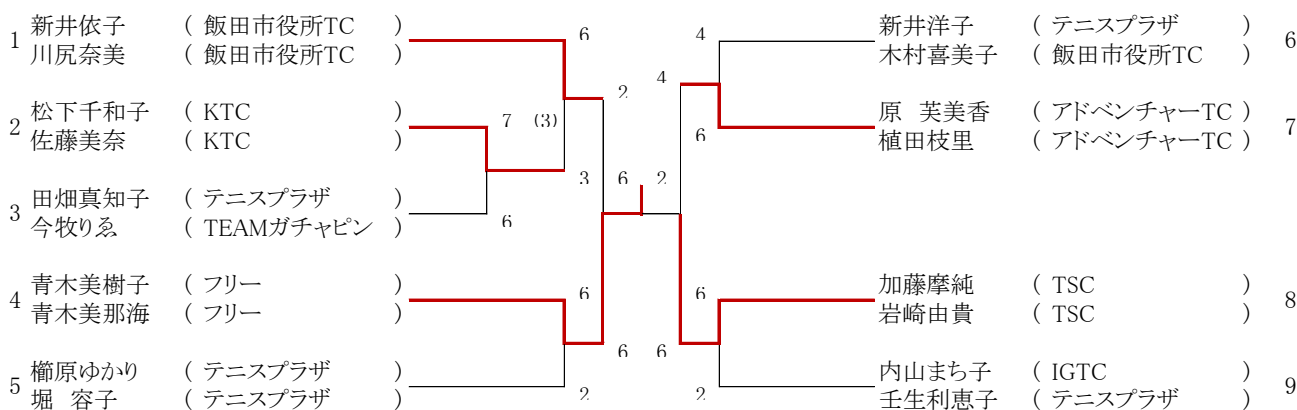 1 新井依子 ( 飯田市役所TC )
川尻奈美 ( 飯田市役所TC )
2 松下千和子 ( KTC )
佐藤美奈 ( KTC )
3 田畑真知子 ( テニスプラザ )
今牧りゑ ( TEAMガチャピン )
4 青木美樹子 ( フリー )
青木美那海 ( フリー )
5 櫛原ゆかり ( テニスプラザ )
堀 容子 ( テニスプラザ )
6
2
7 (3)
3
6
6
6
6
2
4
4
6
2
6
6
2
新井洋子 ( テニスプラザ ) 6
木村喜美子 ( 飯田市役所TC )
原 芙美香 ( アドベンチャーTC ) 7
植田枝里 ( アドベンチャーTC )
加藤摩純 ( TSC ) 8
岩崎由貴 ( TSC )
内山まち子 ( IGTC ) 9
壬生利恵子 ( テニスプラザ )